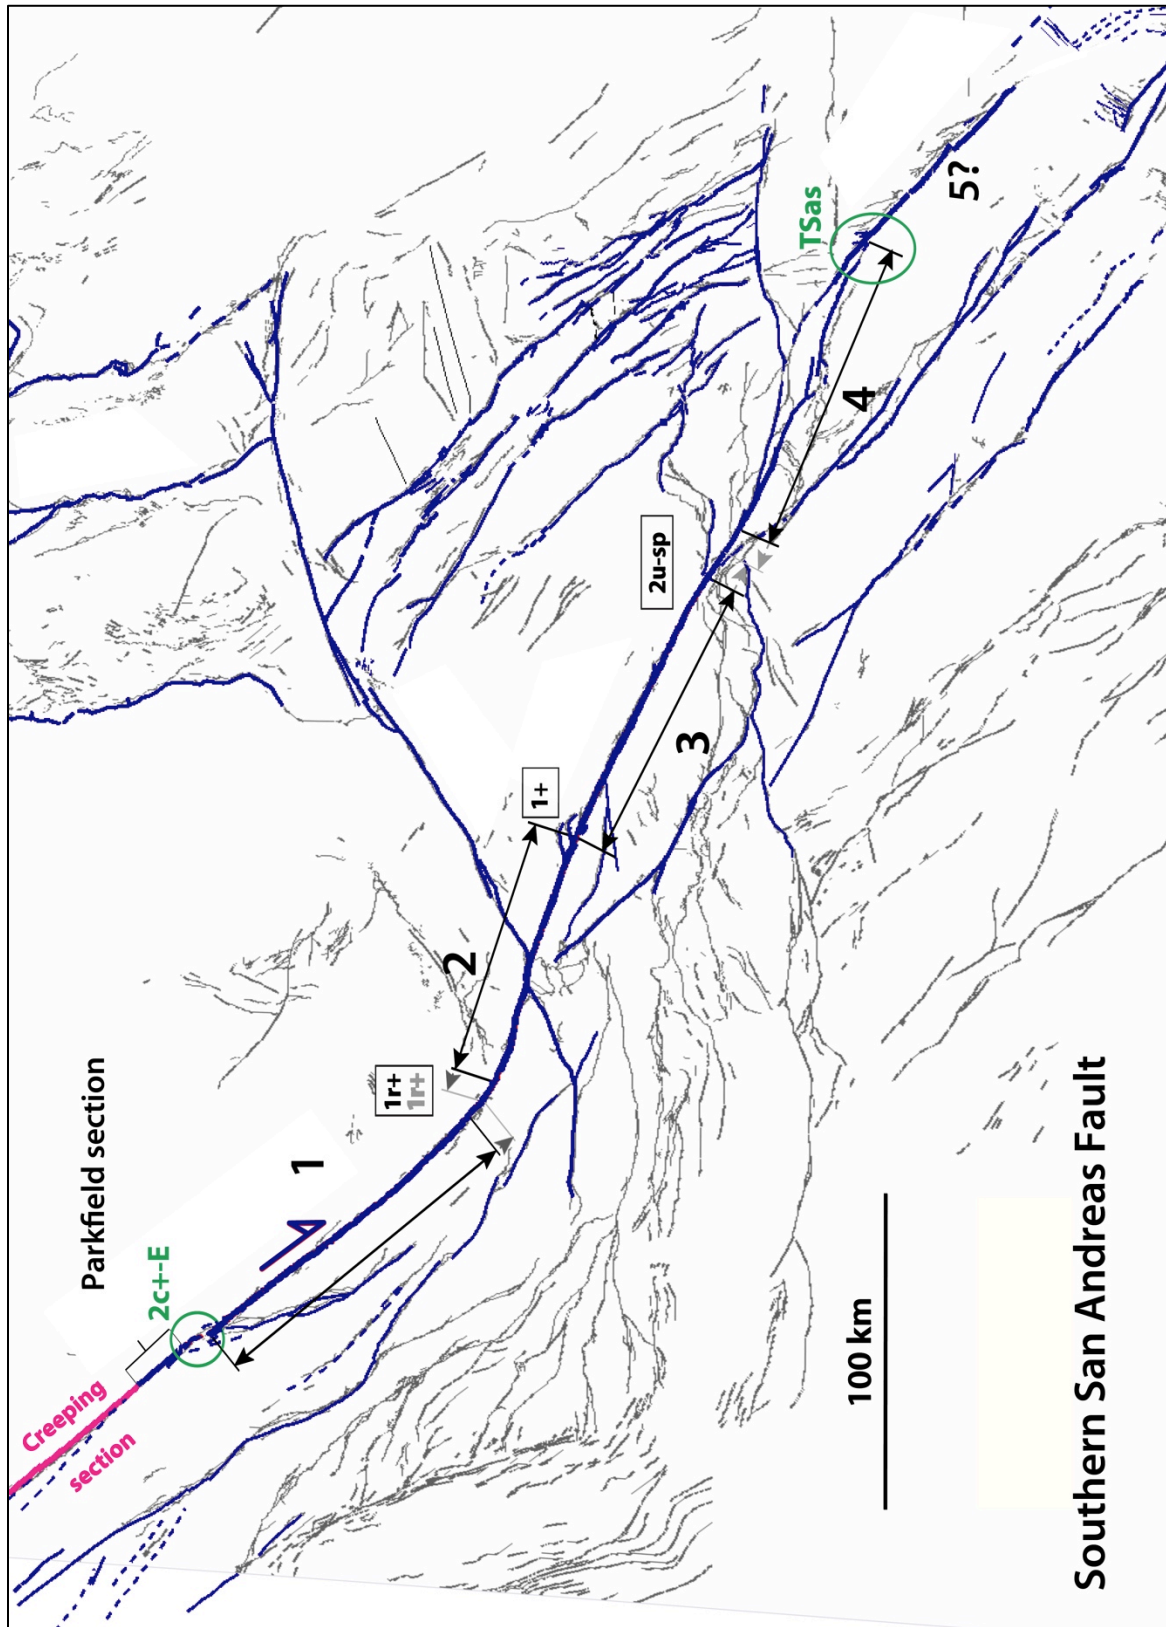 Creeping
section
Parkfield section
2c+-E
1
1r+
1r+
2
1+
3
2u-sp
4
TSas
5?
100 km
Southern San Andreas Fault